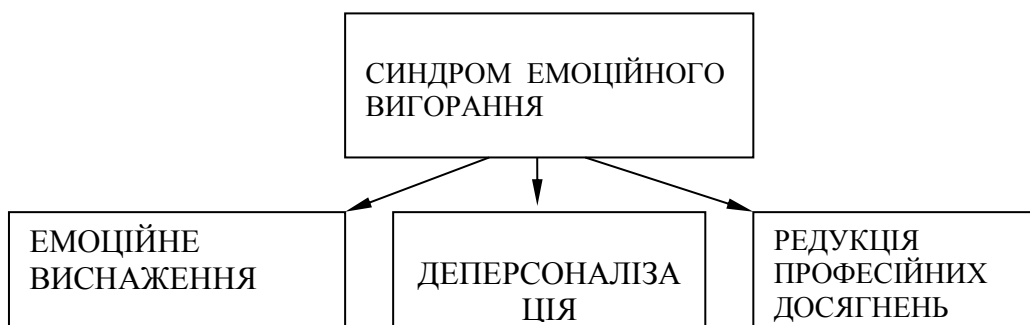 СИНДРОМ ЕМОЦІЙНОГО
ВИГОРАННЯ
ЕМОЦІЙНЕ
ВИСНАЖЕННЯ
ДЕПЕРСОНАЛІЗА
ЦІЯ
РЕДУКЦІЯ
ПРОФЕСІЙНИХ
ДОСЯГНЕНЬ